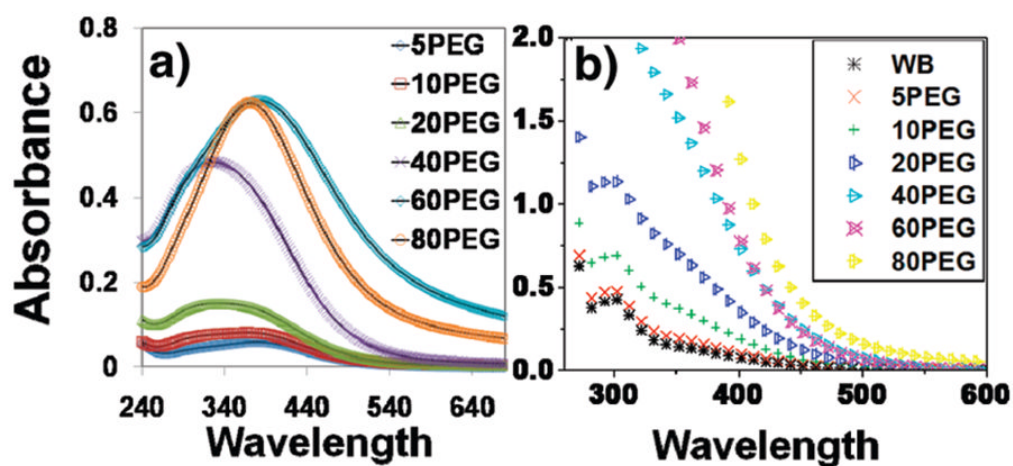 a)
Absorbance
0.8
0.6
0.4
0.2
0
240 340 440 540 640
Wavelength
5PEG
10PEG
20PEG
40PEG
60PEG
80PEG
b)
2.0
1.5
1.0
0.5
0.0
300 400 500 600
Wavelength
WB
5PEG
10PEG
20PEG
40PEG
60PEG
80PEG